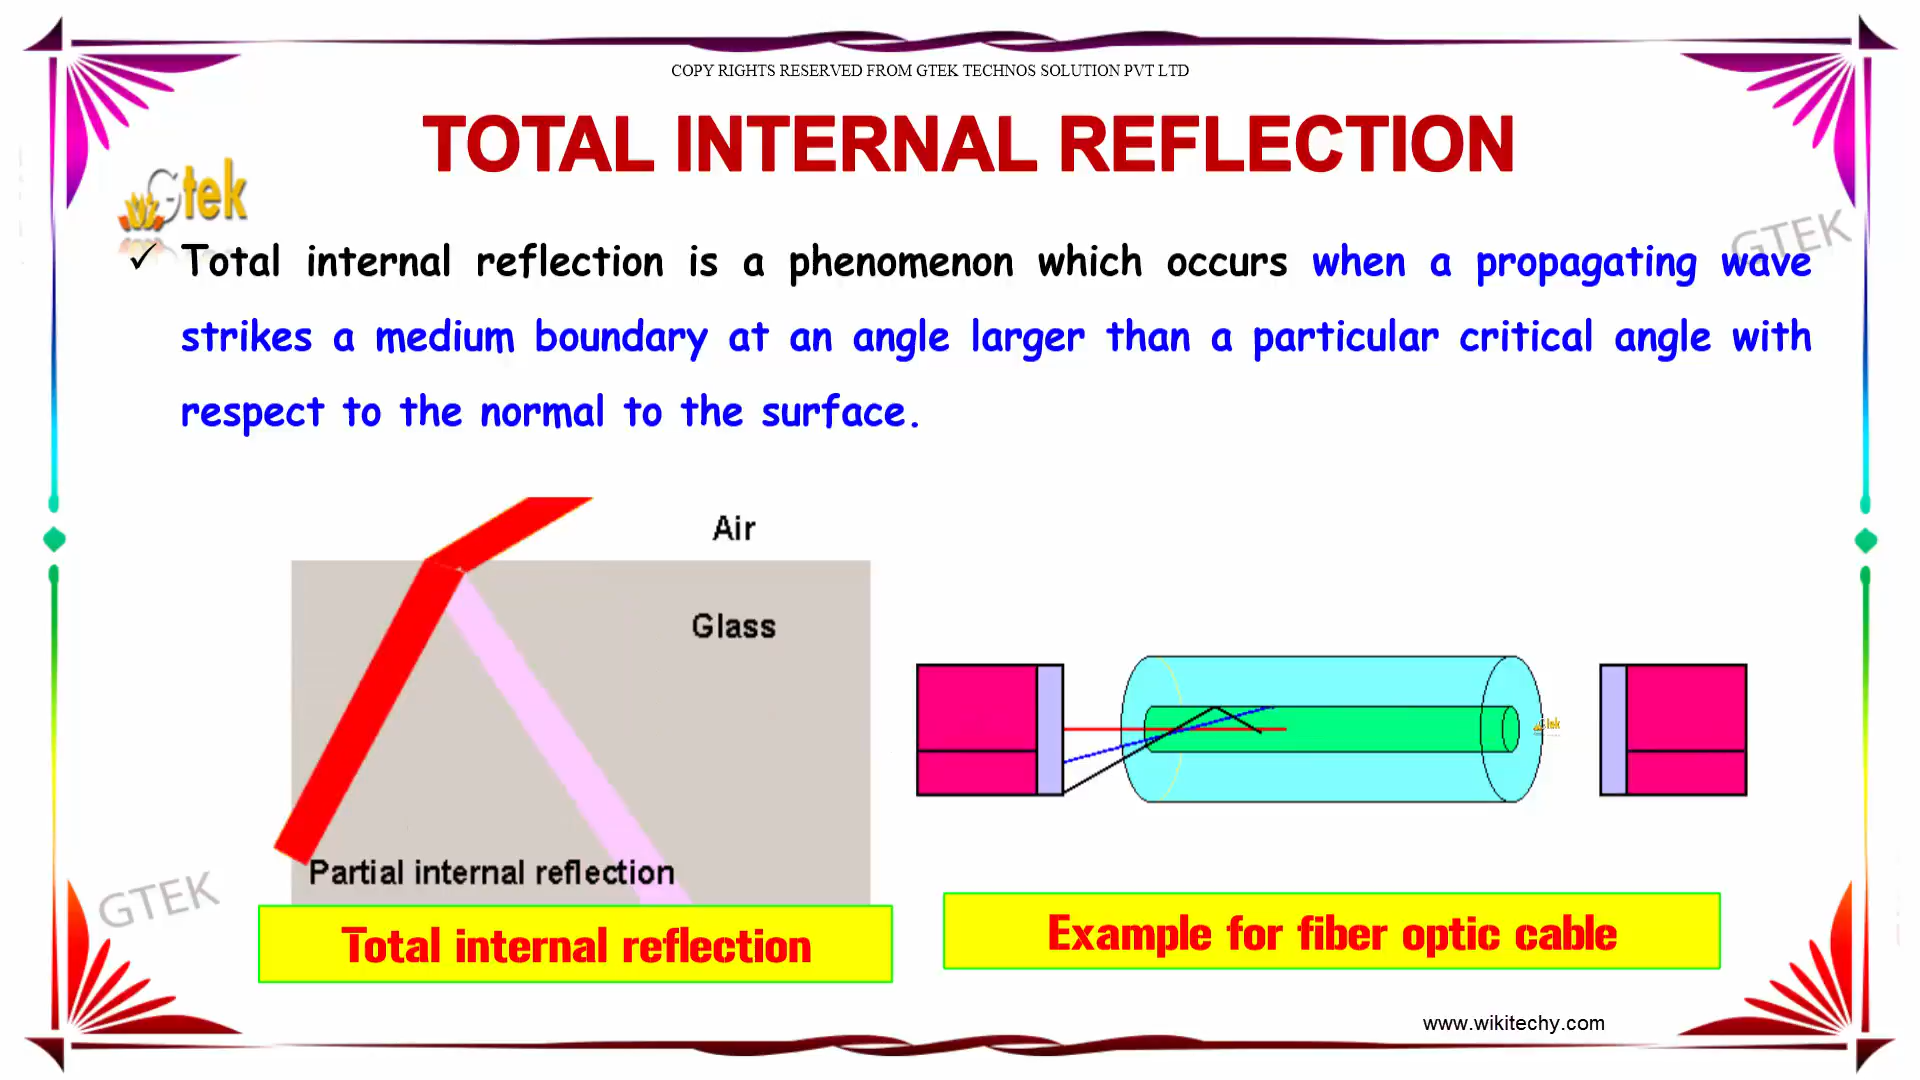 COPY RIGHTS RESERVED FROM GTEK TECHNOS SOLUTION PVT LTD
TOTAL INTERNAL REFLECTION
Gtek
GTEK
✓ Total internal reflection is a phenomenon which occurs when a propagating wave
strikes a medium boundary at an angle larger than a particular critical angle with
respect to the normal to the surface.
Air
Glass
Gtek
Partial internal reflection
GTEK
Total internal reflection
Example for fiber optic cable
www.wikitechy.com